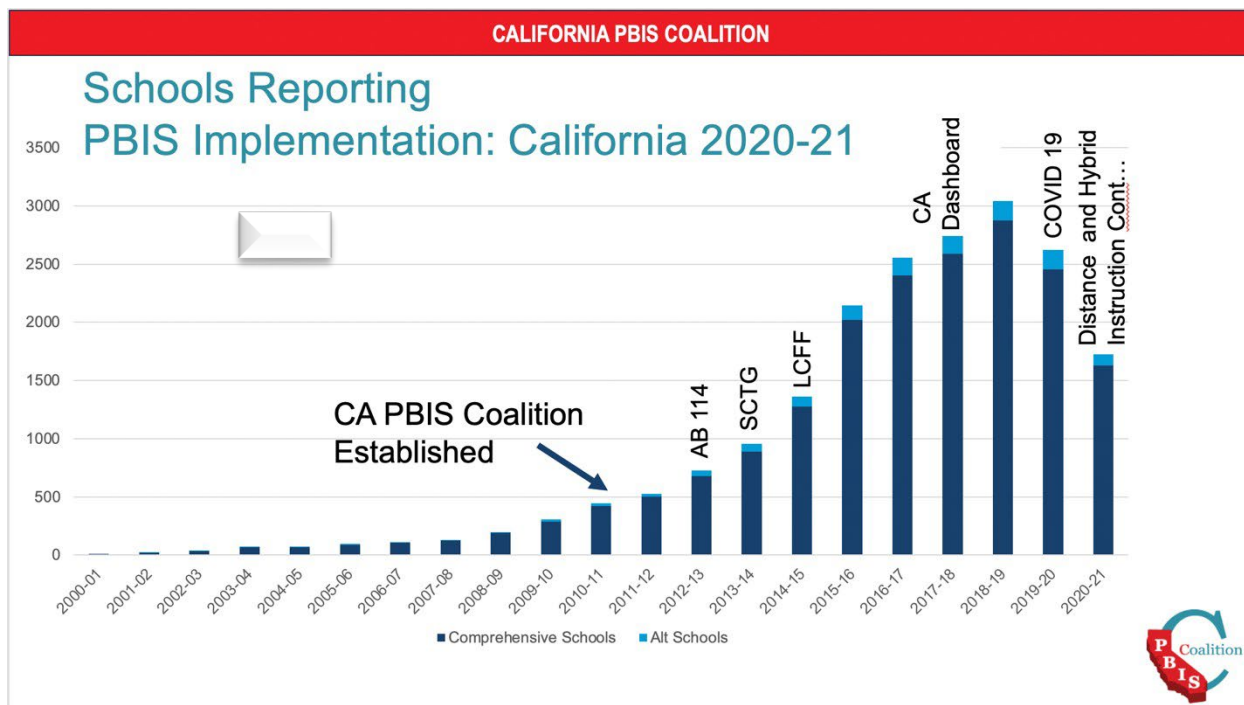 CALIFORNIA PBIS COALITION
Schools Reporting
PBIS Implementation: California 2020-21
3500
3000
2500
2000
1500
1000
500
0
CA PBIS Coalition
Established
AB 114
SCTG
LCFF
CA
Dashboard
COVID 19
Distance and Hybrid
Instruction Cont...
2000-01
2001-02
2002-03
2003-04
2004-05
2005-06
2006-07
2007-08
2008-09
2009-10
2010-11
2011-12
2012-13
2013-14
2014-15
2015-16
2016-17
2017-18
2018-19
2019-20
2020-21
Comprehensive Schools
Alt Schools
PBIS
Coalition